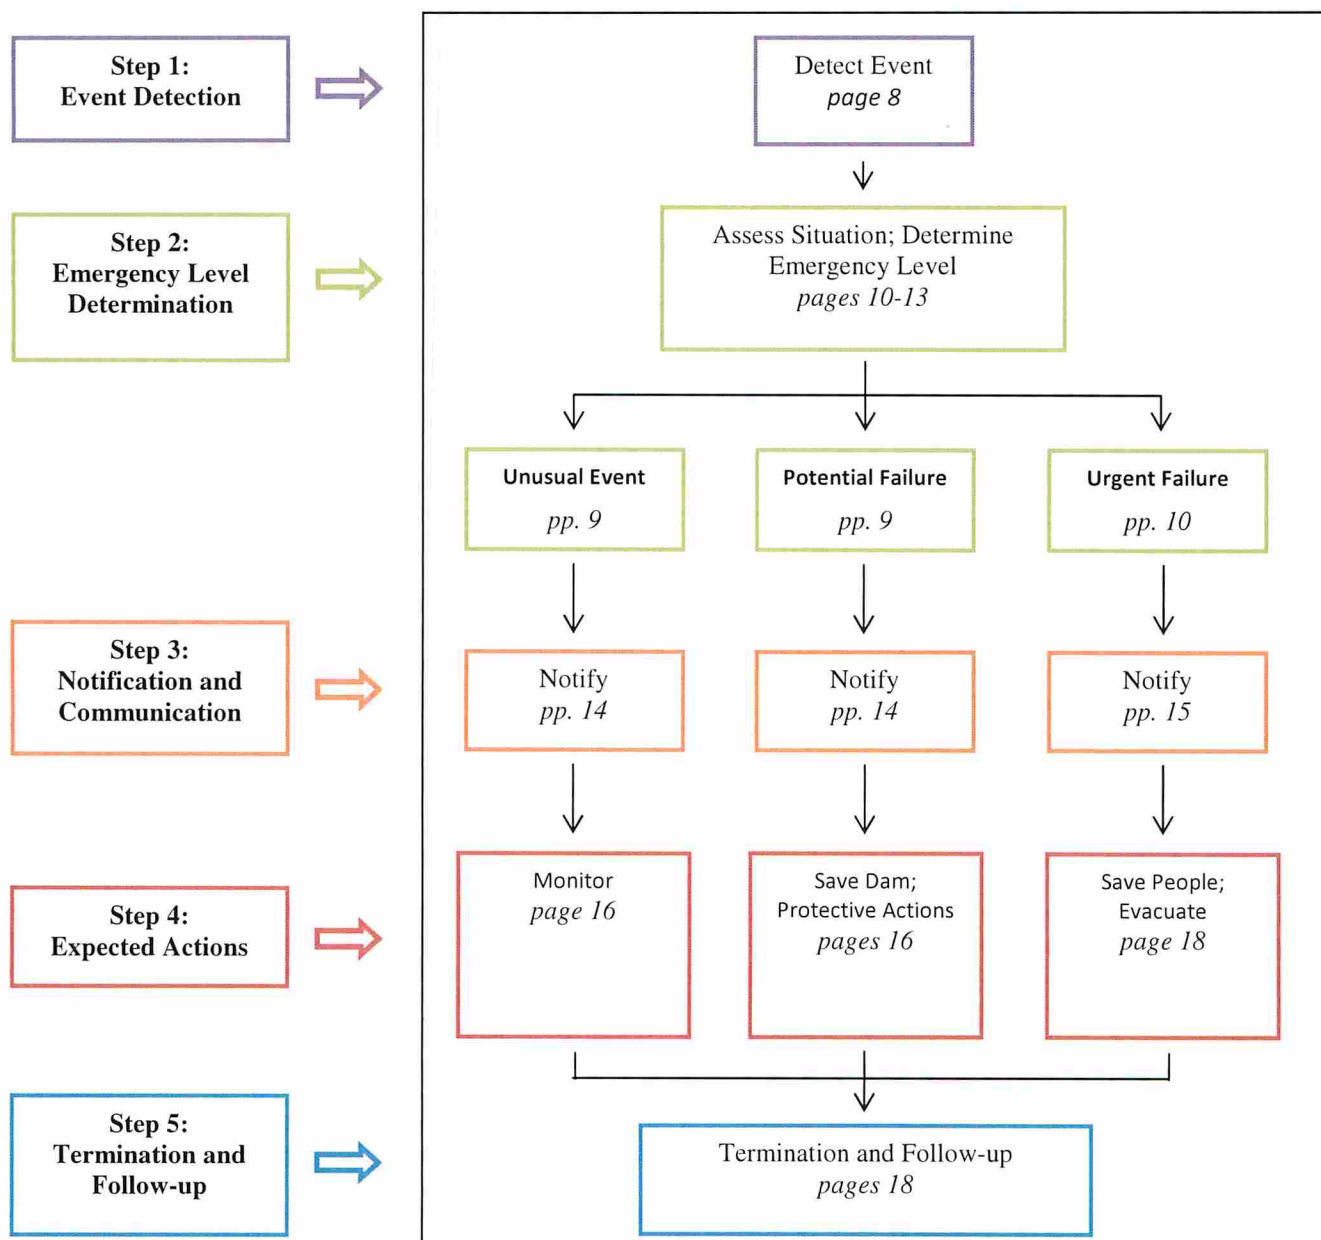 Step 1:
Event Detection
Detect Event
page 8
Step 2:
Emergency Level
Determination
Assess Situation; Determine
Emergency Level
pages 10-13
Unusual Event
pp. 9
Potential Failure
pp. 9
Urgent Failure
pp. 10
Step 3:
Notification and
Communication
Notify
pp. 14
Notify
pp. 14
Notify
pp. 15
Step 4:
Expected Actions
Monitor
page 16
Save Dam;
Protective Actions
pages 16
Save People;
Evacuate
page 18
Step 5:
Termination and
Follow-up
Termination and Follow-up
pages 18